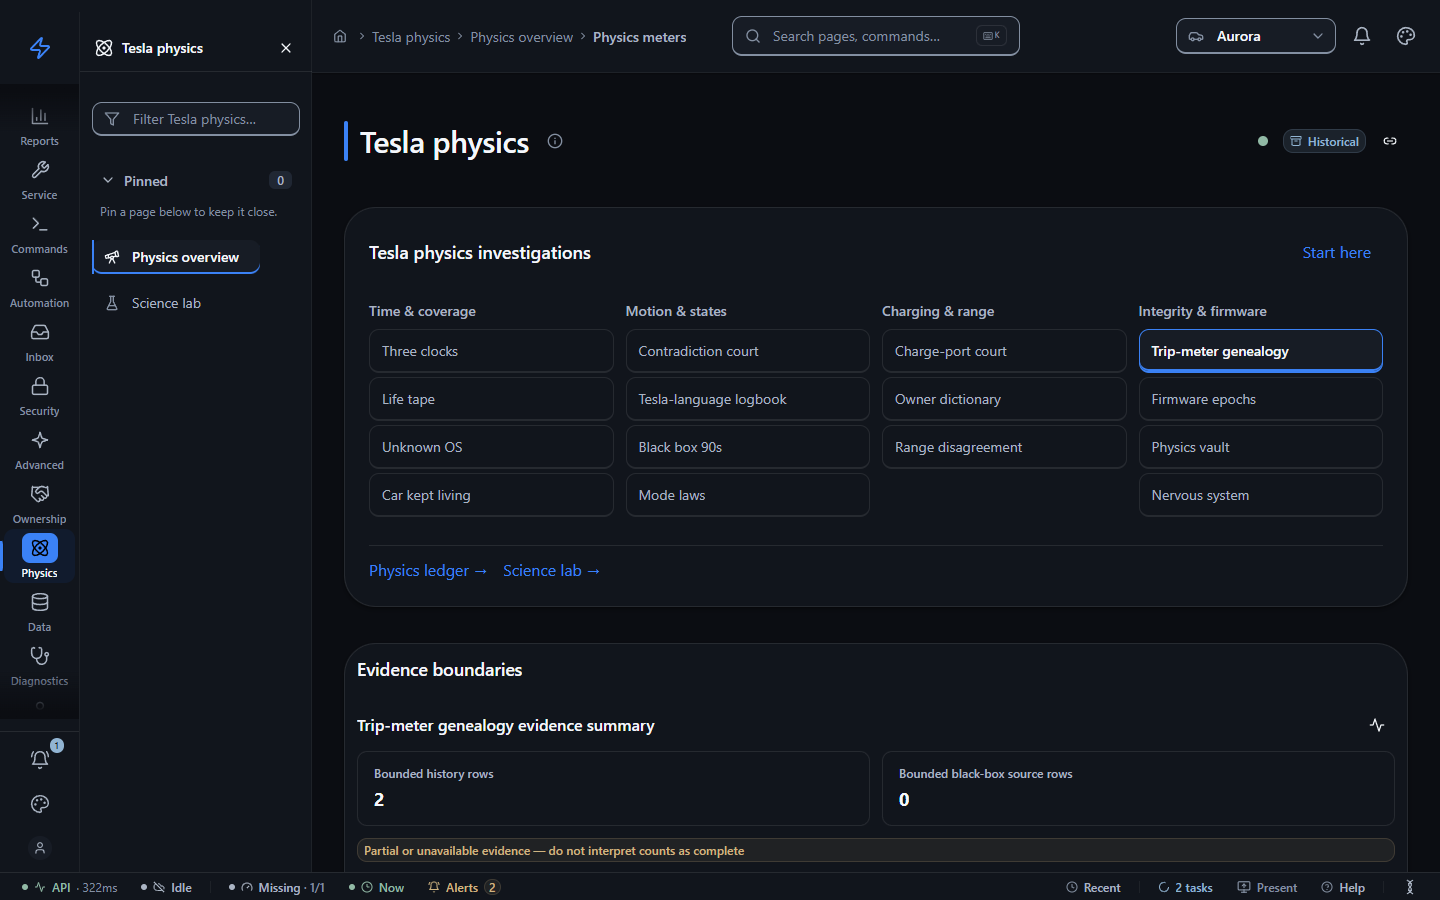 Tesla physics
Tesla physics
Physics overview
Physics meters
Search pages, commands...
K
Aurora
Filter Tesla physics...
Pinned
0
Pin a page below to keep it close.
Physics overview
Science lab
Reports
Service
Commands
Automation
Inbox
Security
Advanced
Ownership
Physics
Data
Diagnostics
1
Tesla physics
Historical
Tesla physics investigations
Start here
Time & coverage
Three clocks
Life tape
Unknown OS
Car kept living
Motion & states
Contradiction court
Tesla-language logbook
Black box 90s
Mode laws
Charging & range
Charge-port court
Owner dictionary
Range disagreement
Integrity & firmware
Trip-meter genealogy
Firmware epochs
Physics vault
Nervous system
Physics ledger →
Science lab →
Evidence boundaries
Trip-meter genealogy evidence summary
Bounded history rows
2
Bounded black-box source rows
0
Partial or unavailable evidence — do not interpret counts as complete
API · 322ms
Idle
Missing · 1/1
Now
Alerts 2
Recent
2 tasks
Present
Help